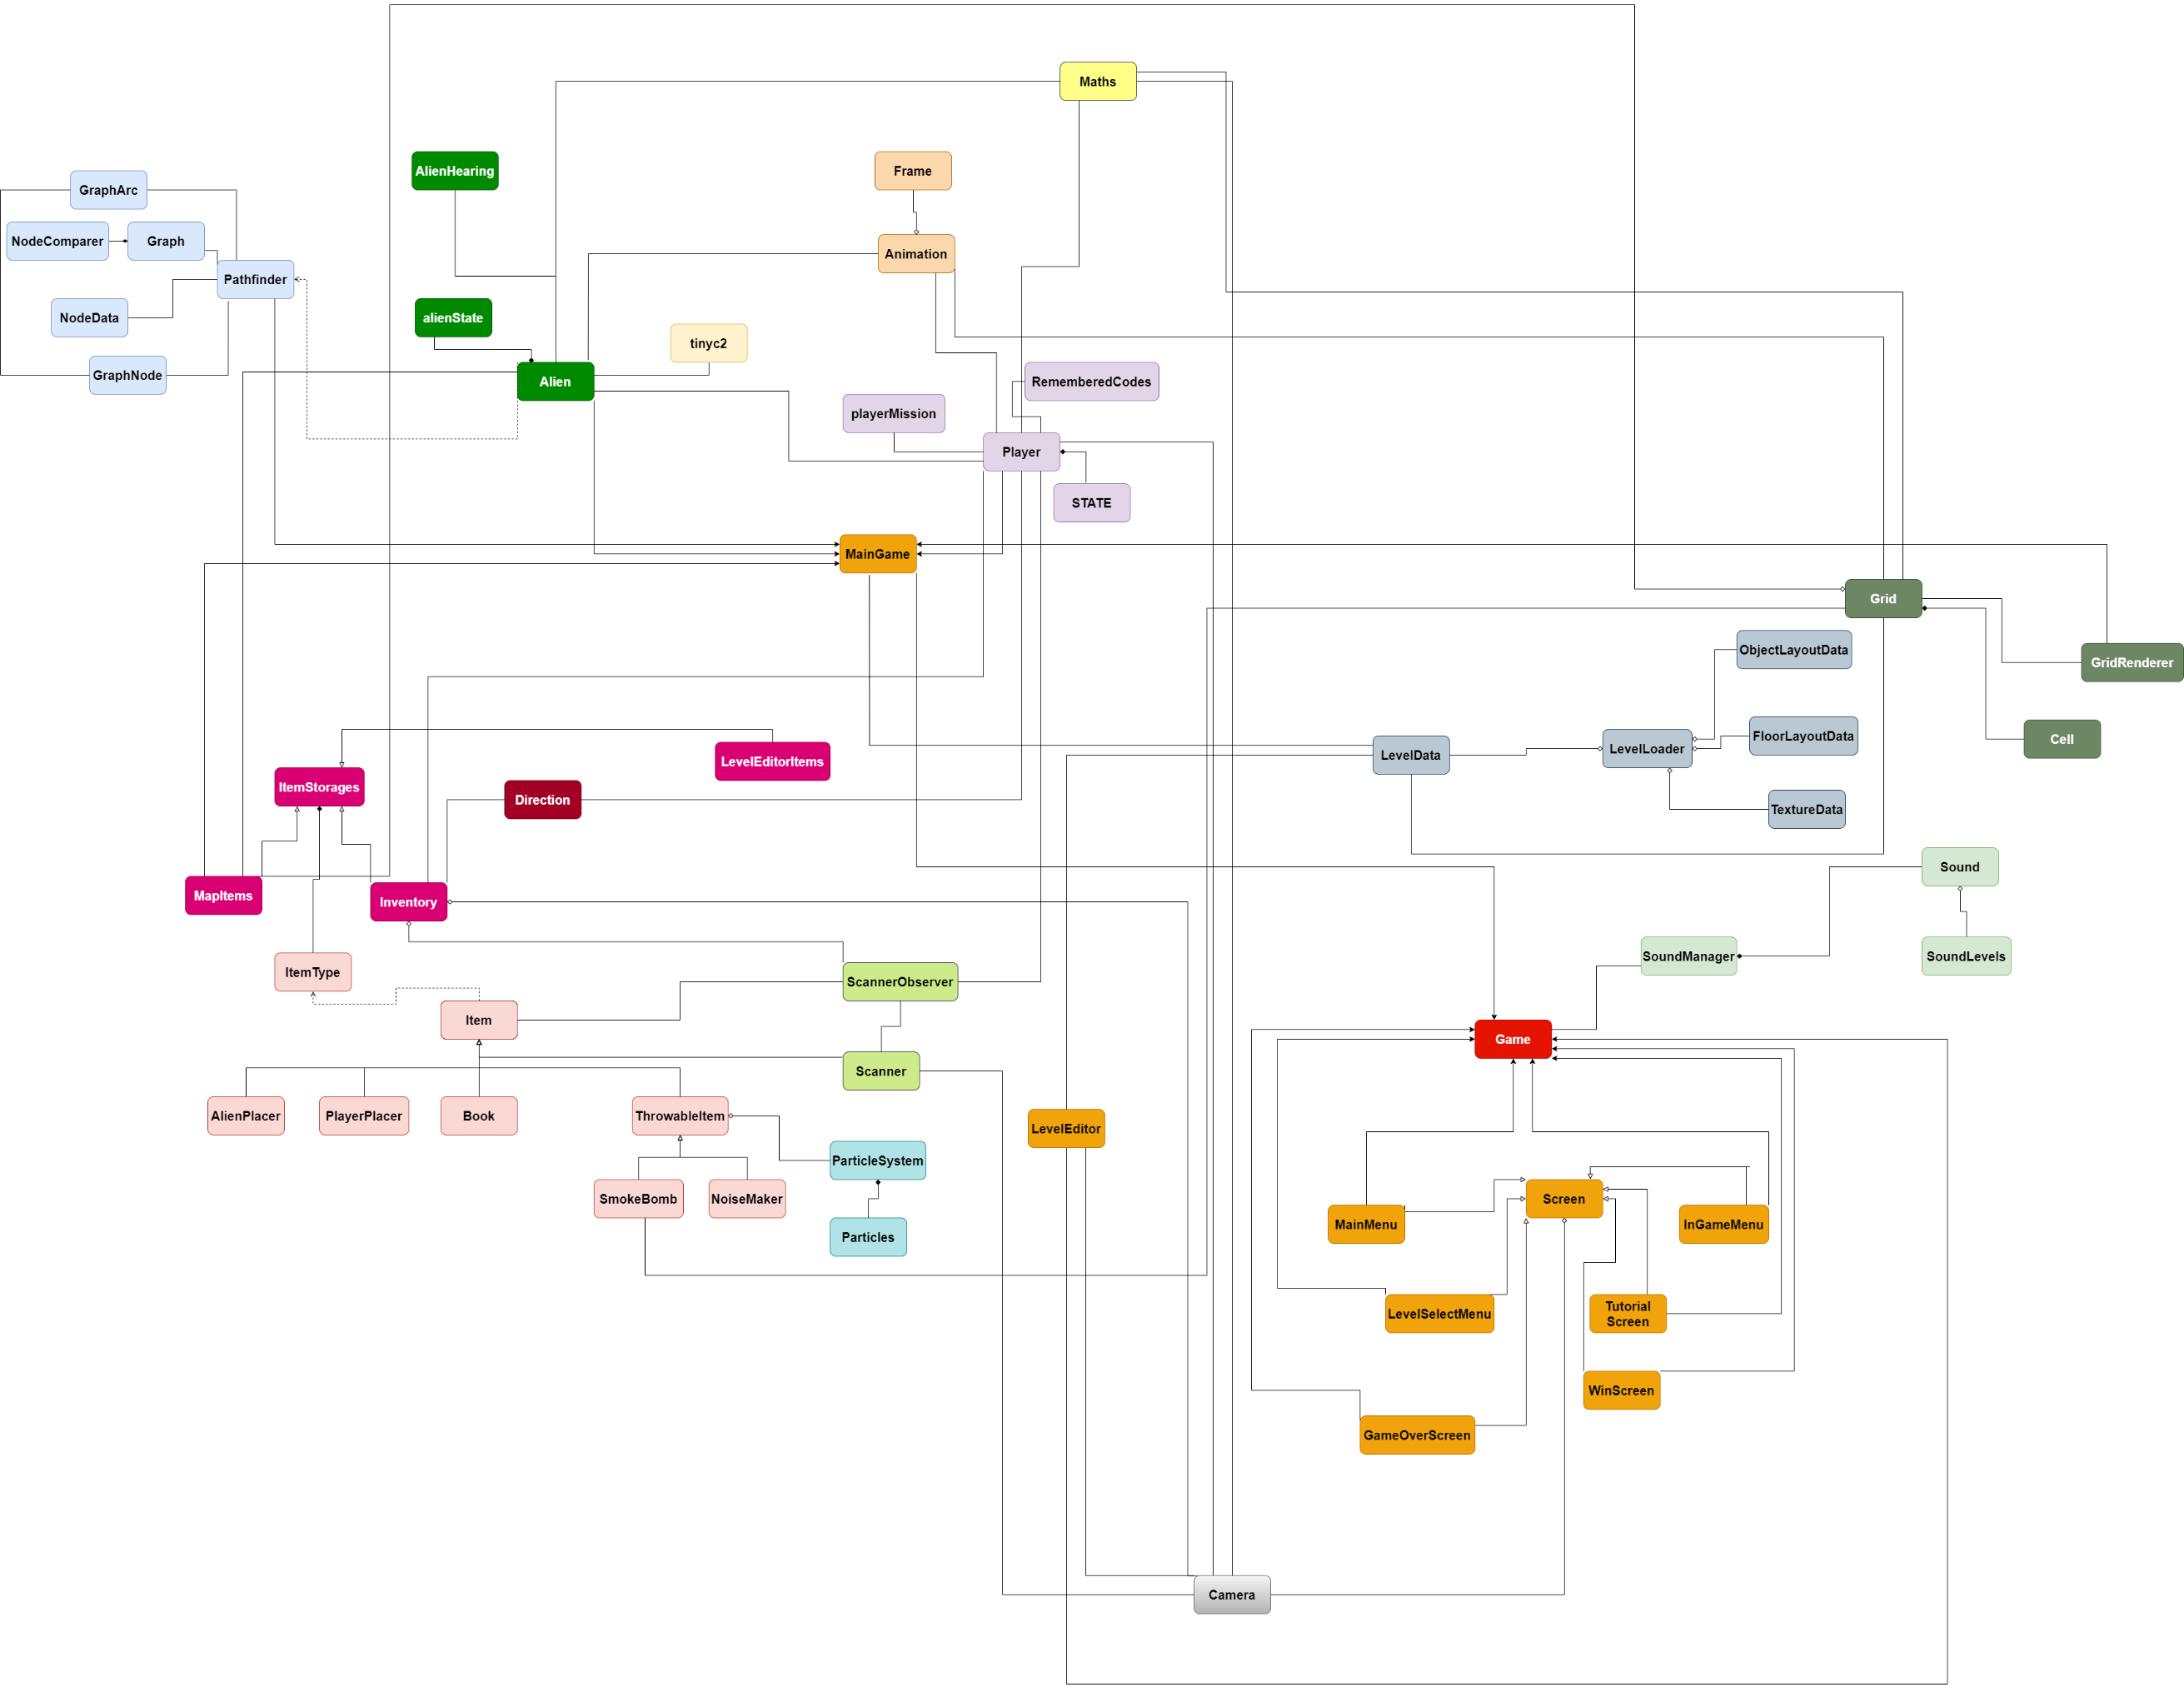 Maths
AlienHearing
Frame
GraphArc
NodeComparer
Graph
Animation
Pathfinder
NodeData
alienState
tinyc2
GraphNode
Alien
RememberedCodes
playerMission
Player
STATE
MainGame
Grid
ObjectLayoutData
GridRenderer
FloorLayoutData
Cell
LevelData
LevelLoader
LevelEditorItems
ItemStorages
Direction
TextureData
Sound
MapItems
Inventory
SoundManager
SoundLevels
ItemType
ScannerObserver
Item
Game
Scanner
AlienPlacer
PlayerPlacer
Book
ThrowableItem
LevelEditor
ParticleSystem
SmokeBomb
NoiseMaker
Screen
MainMenu
InGameMenu
Particles
LevelSelectMenu
Tutorial
Screen
WinScreen
GameOverScreen
Camera